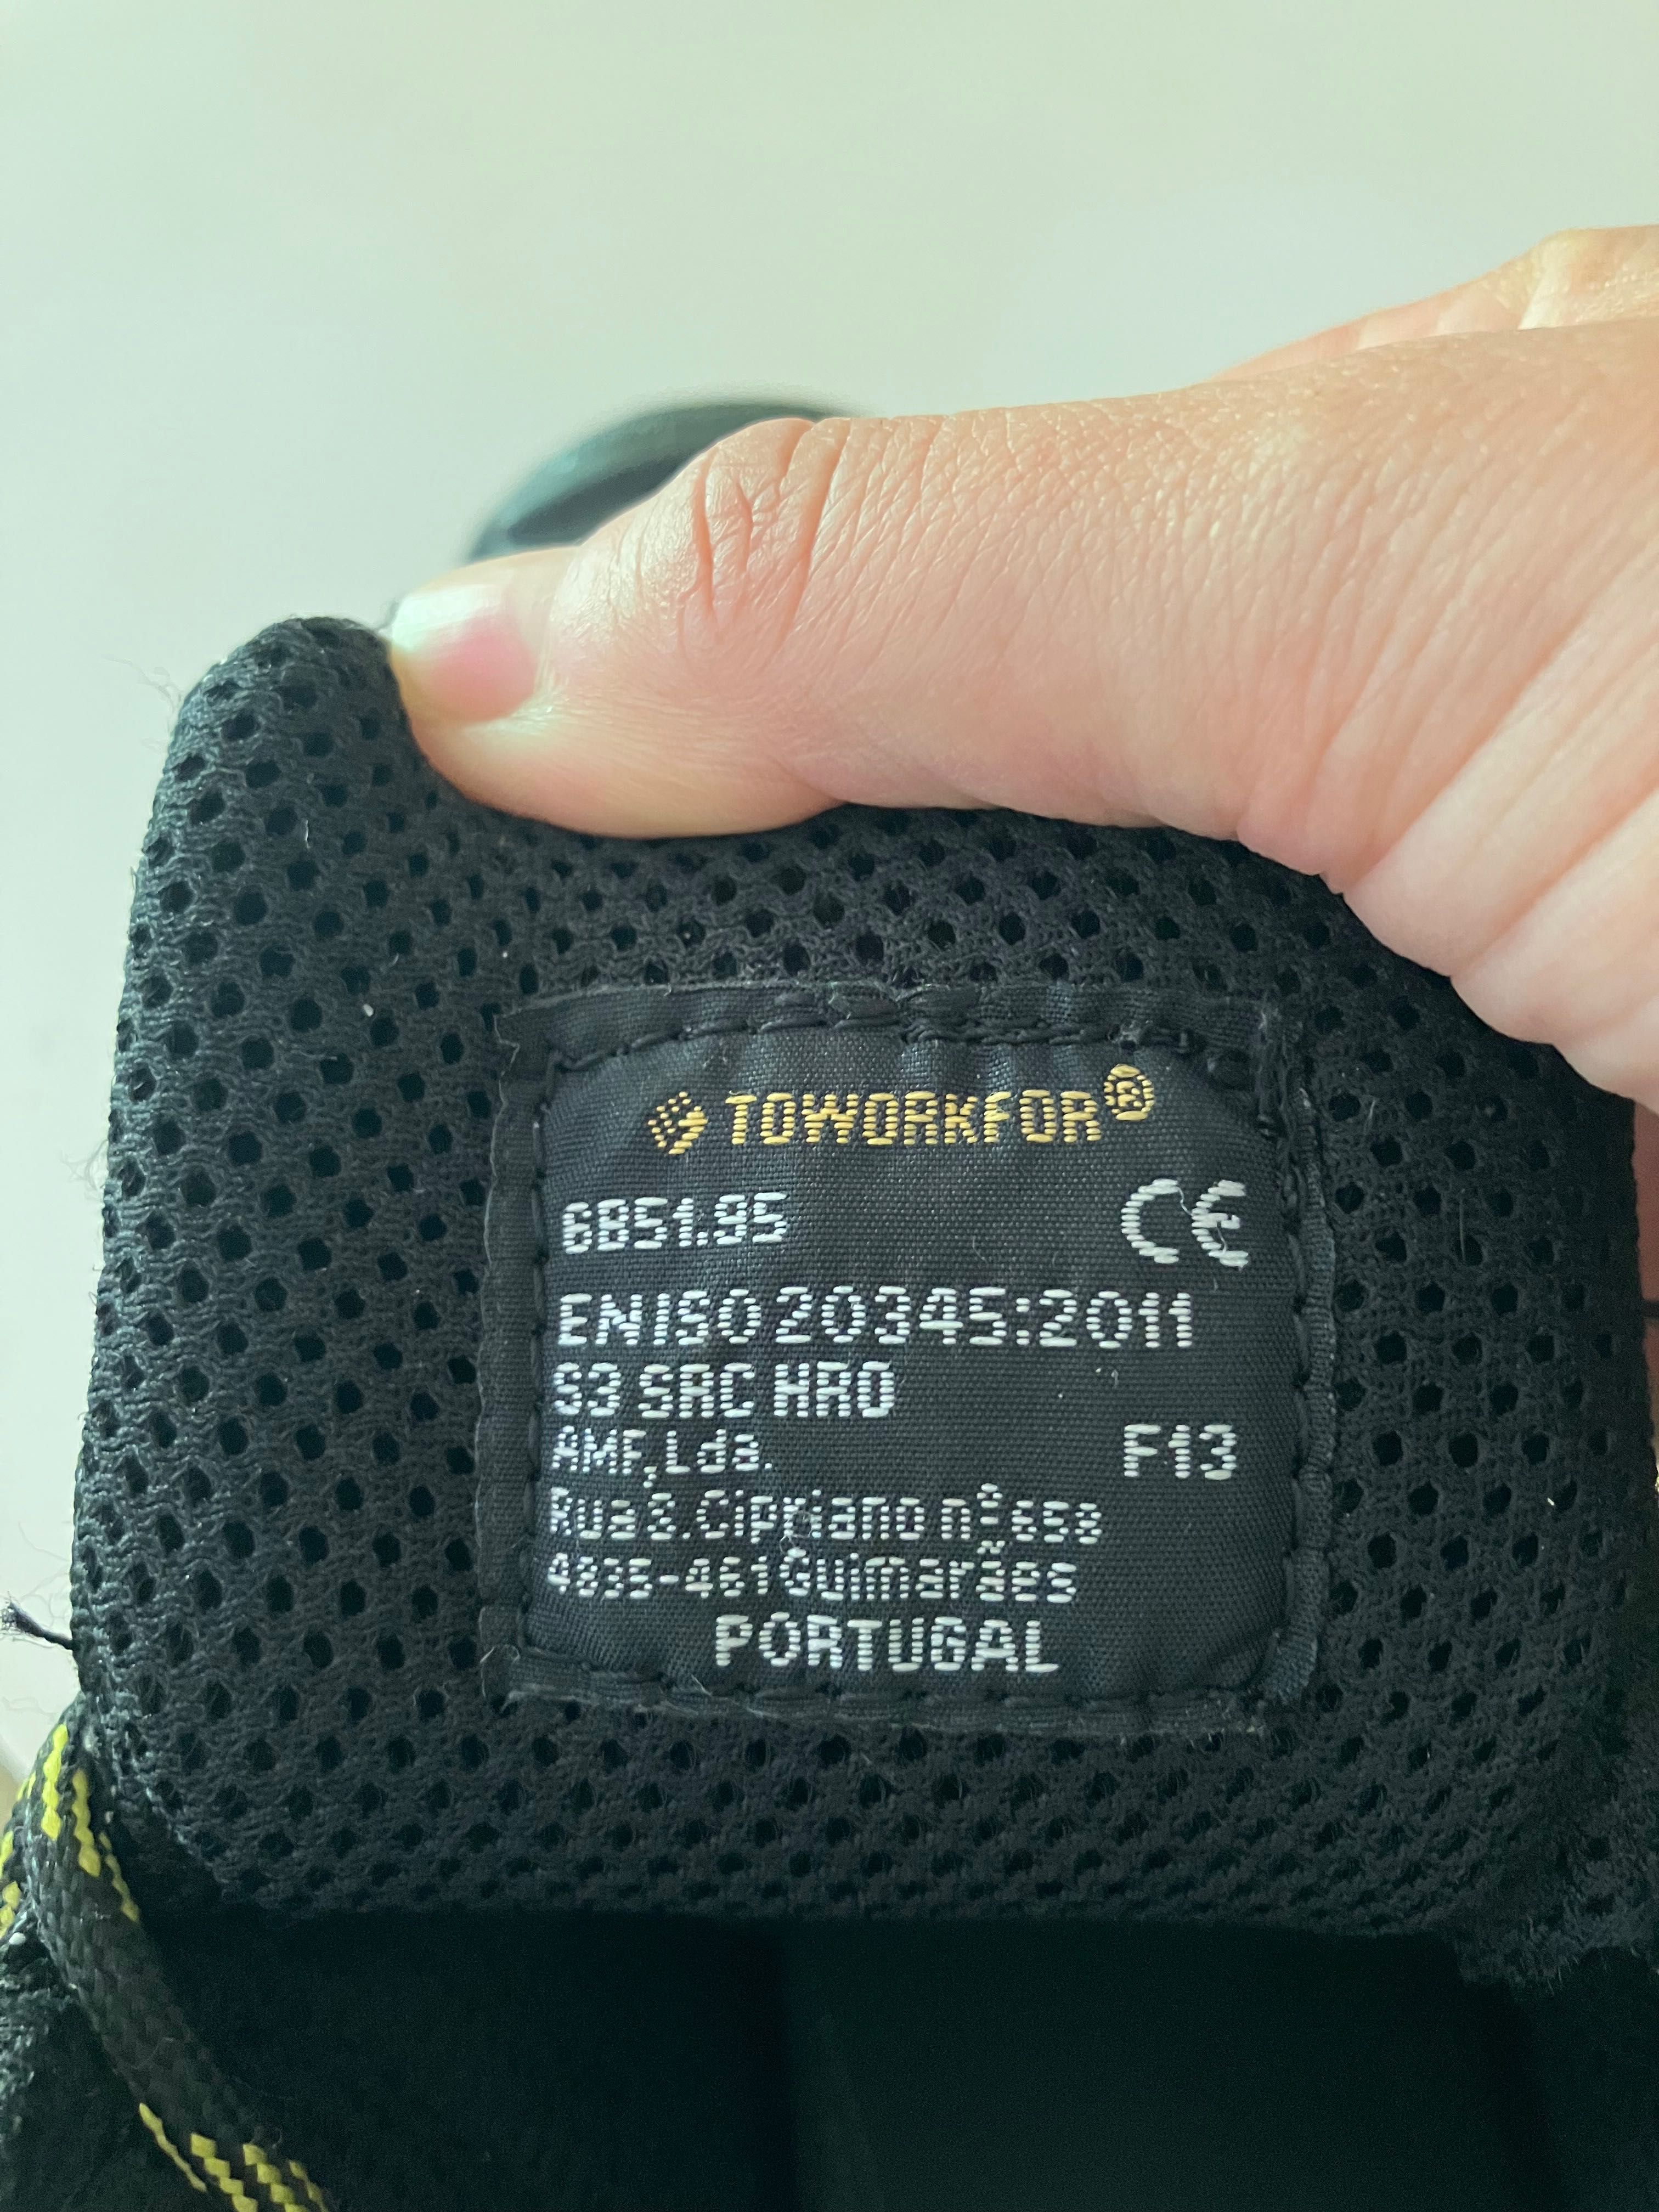 TOWORKFOR®
6B51.95
CE
EN ISO 20345:2011
S3 SRC HRO
AMF, Lda.
F13
Rua S. Cipriano nº 658
4835-461 Guimarães
PORTUGAL